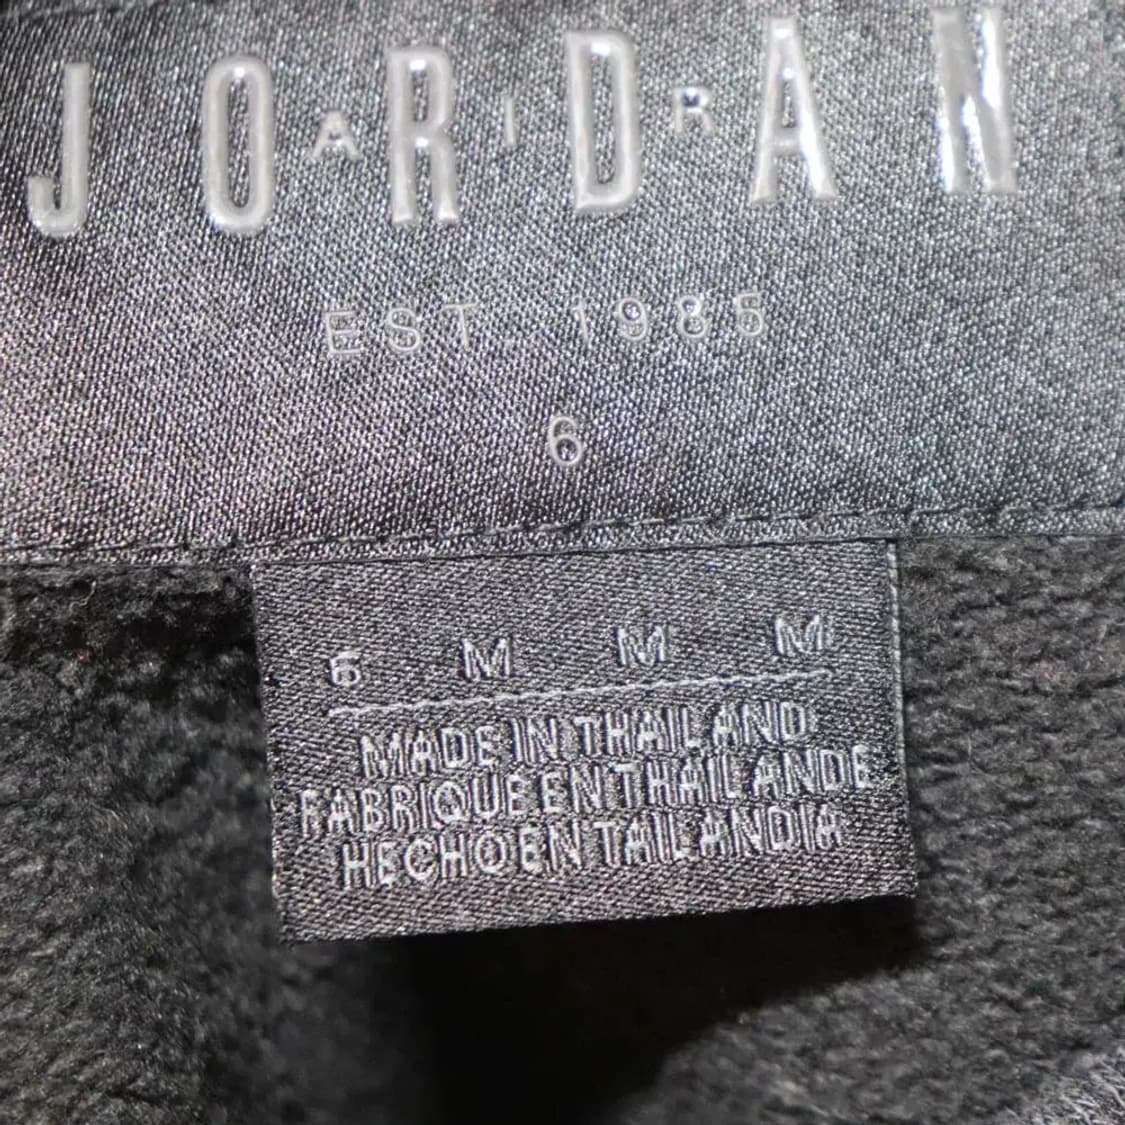 JORDAN
AIR
EST. 1985
6
6 M M M
MADE IN THAILAND
FABRIQUE EN THAILANDE
HECHO EN TAILANDIA